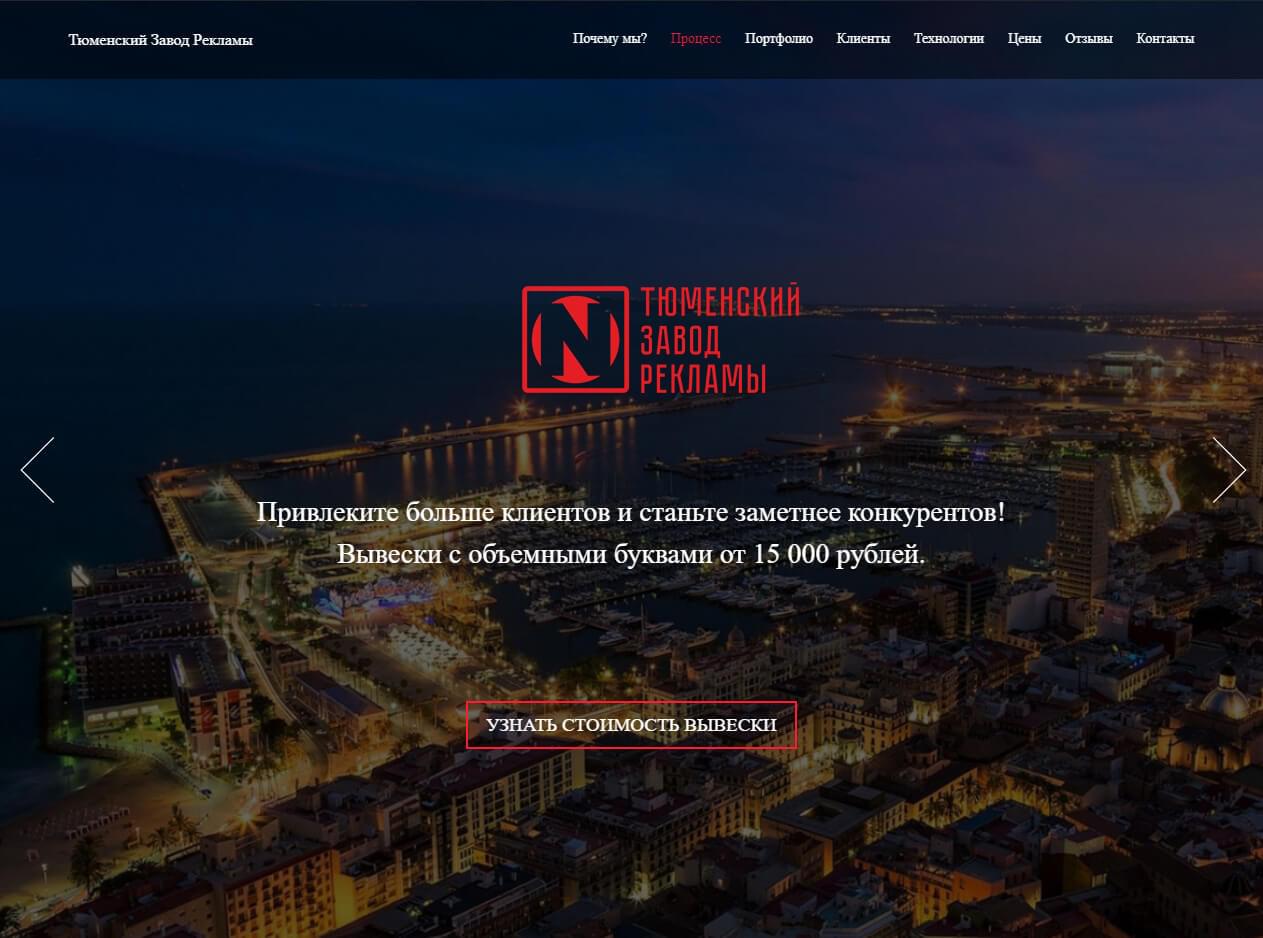 Тюменский Завод Рекламы
Почему мы? Процесс Портфолио Клиенты Технологии Цены Отзывы Контакты
N ТЮМЕНСКИЙ
ЗАВОД
РЕКЛАМЫ
Привлеките больше клиентов и станьте заметнее конкурентов!
Вывески с объемными буквами от 15 000 рублей.
УЗНАТЬ СТОИМОСТЬ ВЫВЕСКИ